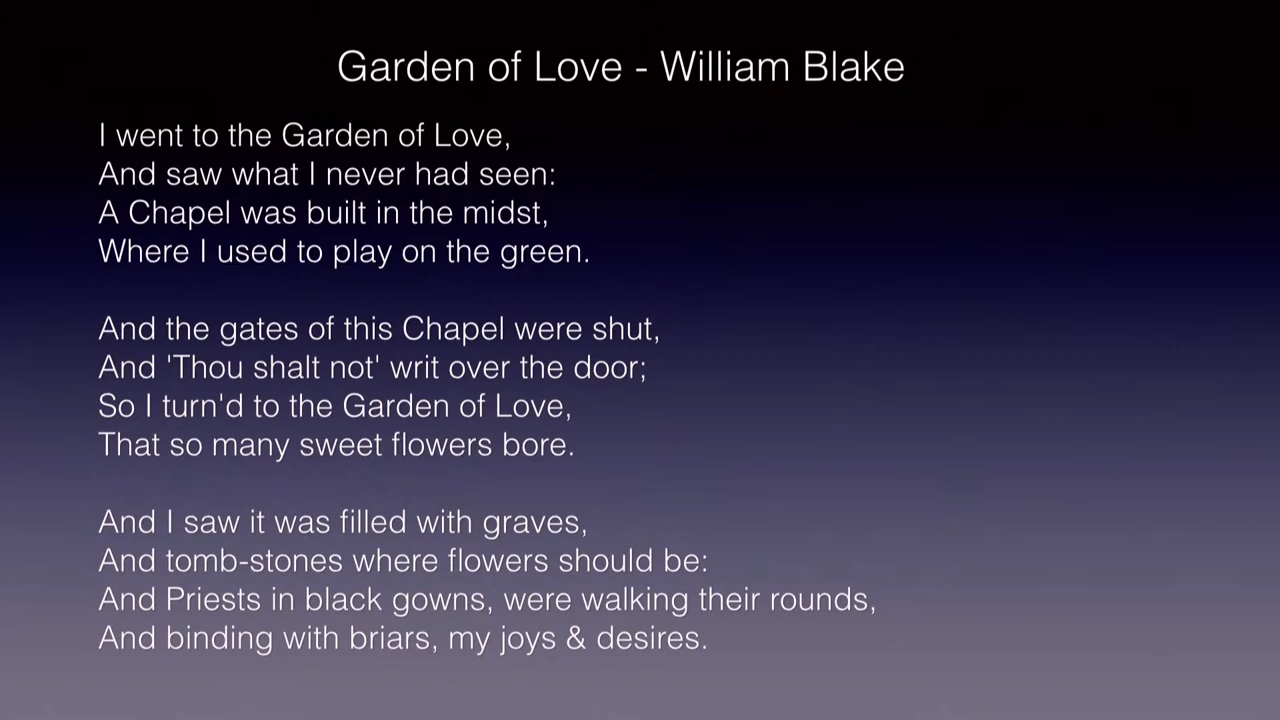 Garden of Love - William Blake
I went to the Garden of Love,
And saw what I never had seen:
A Chapel was built in the midst,
Where I used to play on the green.
And the gates of this Chapel were shut,
And 'Thou shalt not' writ over the door;
So I turn'd to the Garden of Love,
That so many sweet flowers bore.
And I saw it was filled with graves,
And tomb-stones where flowers should be:
And Priests in black gowns, were walking their rounds,
And binding with briars, my joys & desires.